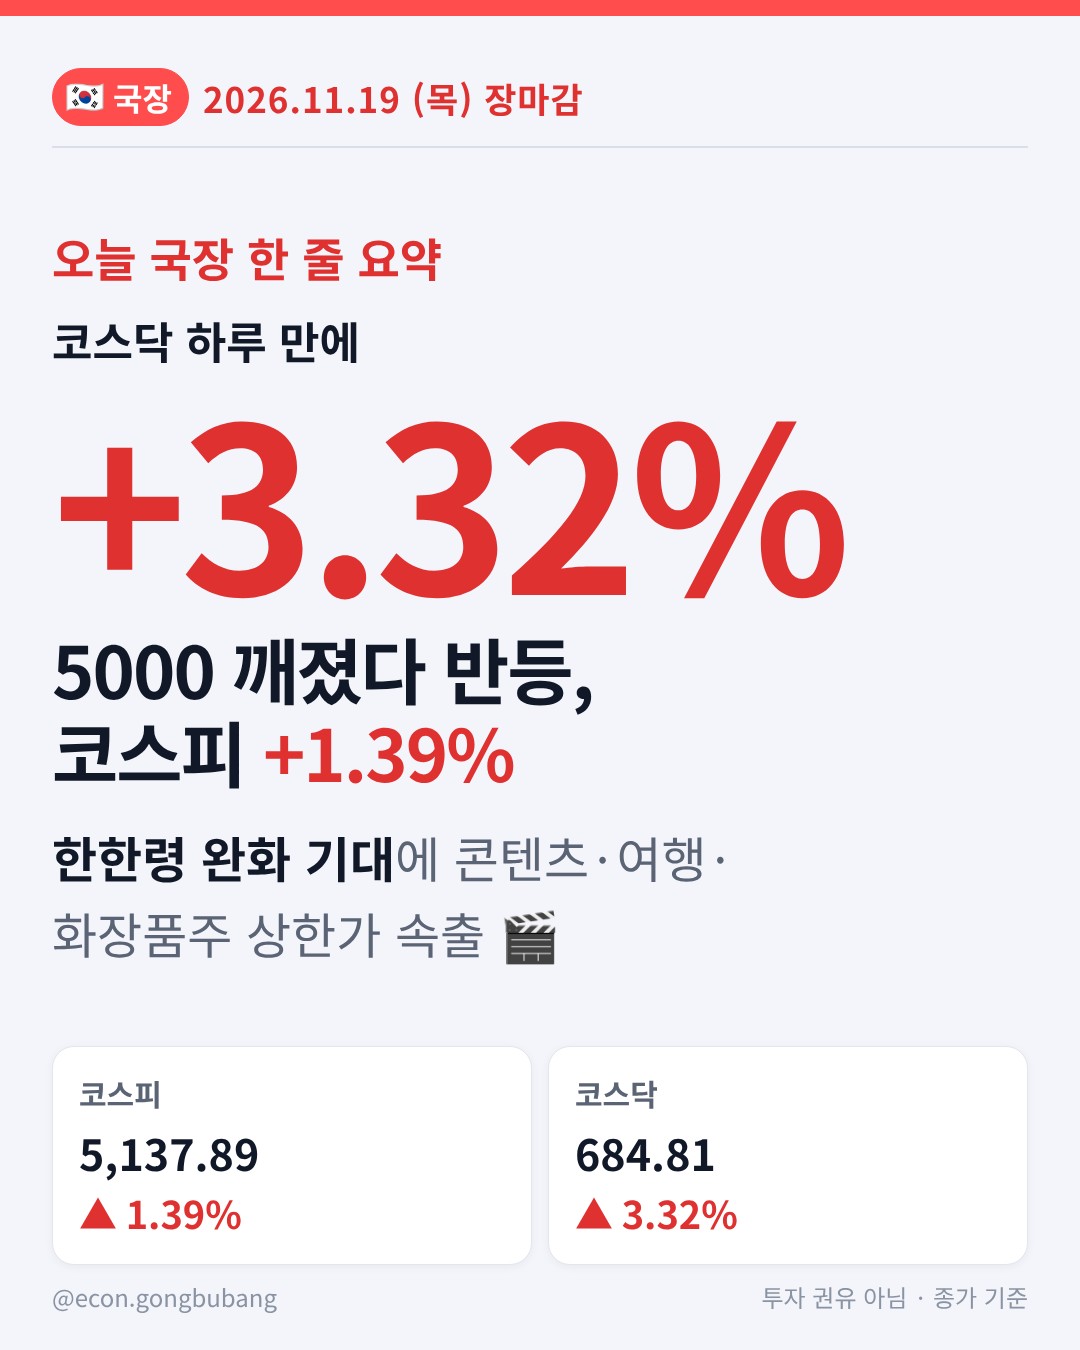 🇰🇷 국장 2026.11.19 (목) 장마감
오늘 국장 한 줄 요약
코스닥 하루 만에
+3.32%
5000 깨졌다 반등,
코스피 +1.39%
한한령 완화 기대에 콘텐츠·여행·
화장품주 상한가 속출 🎬
코스피
5,137.89
▲ 1.39%
코스닥
684.81
▲ 3.32%
@econ.gongbubang
투자 권유 아님 · 종가 기준